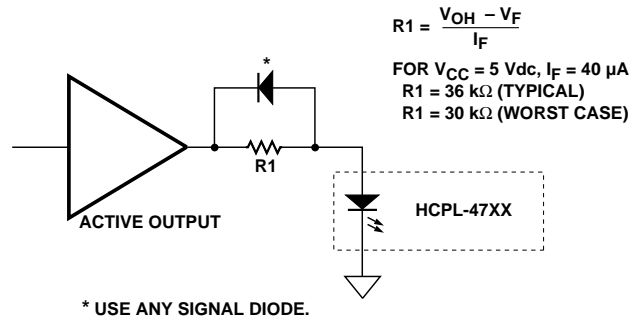 R1 = V_OH – V_F / I_F
FOR V_CC = 5 Vdc, I_F = 40 µA
R1 = 36 kΩ (TYPICAL)
R1 = 30 kΩ (WORST CASE)
*
R1
HCPL-47XX
ACTIVE OUTPUT
* USE ANY SIGNAL DIODE.